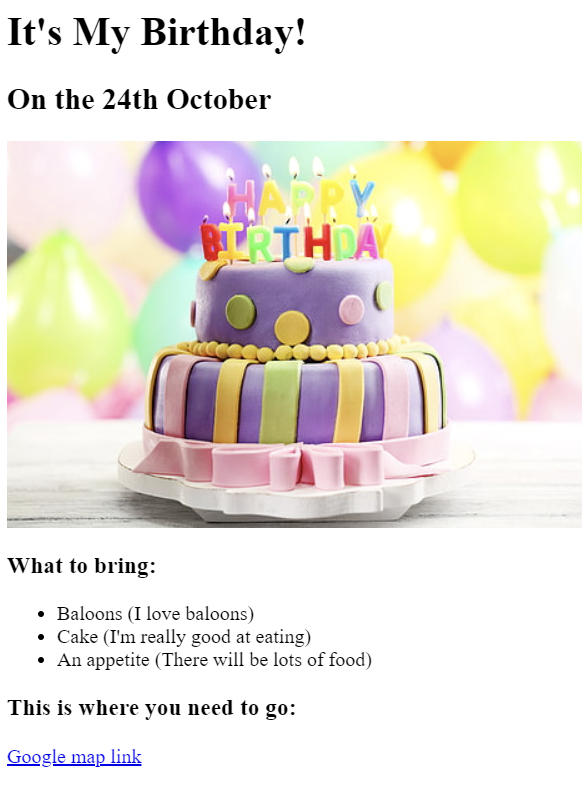 It's My Birthday!
On the 24th October
HAPPY
BIRTHDAY
What to bring:
Baloons (I love baloons)
Cake (I'm really good at eating)
An appetite (There will be lots of food)
This is where you need to go:
Google map link